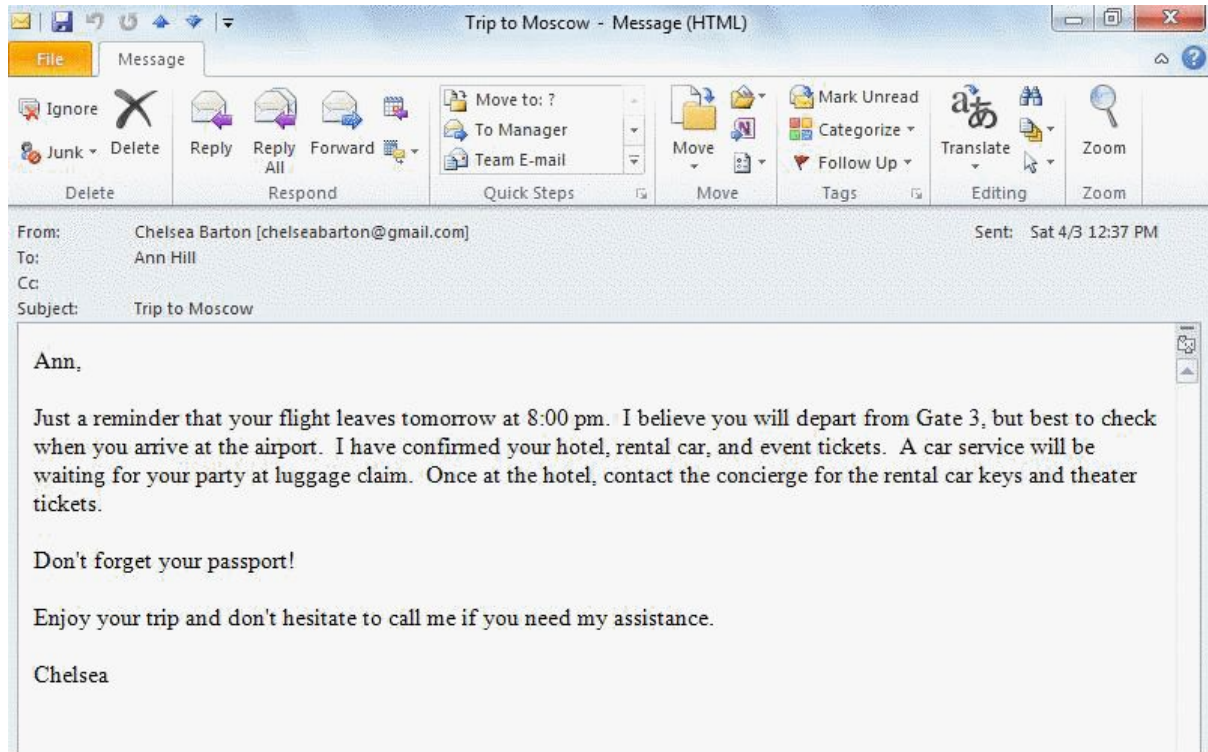 Trip to Moscow - Message (HTML)
File Message
Ignore
Junk
Delete
Reply
Reply All
Forward
Move to: ?
To Manager
Team E-mail
Move
Mark Unread
Categorize
Follow Up
Translate
Zoom
Delete Respond Quick Steps Move Tags Editing Zoom
From: Chelsea Barton [chelseabarton@gmail.com] Sent: Sat 4/3 12:37 PM
To: Ann Hill
Cc:
Subject: Trip to Moscow
Ann,
Just a reminder that your flight leaves tomorrow at 8:00 pm. I believe you will depart from Gate 3, but best to check
when you arrive at the airport. I have confirmed your hotel, rental car, and event tickets. A car service will be
waiting for your party at luggage claim. Once at the hotel, contact the concierge for the rental car keys and theater
tickets.
Don't forget your passport!
Enjoy your trip and don't hesitate to call me if you need my assistance.
Chelsea